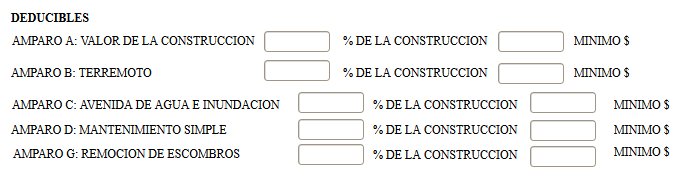 DEDUCIBLES
AMPARO A: VALOR DE LA CONSTRUCCION % DE LA CONSTRUCCION MINIMO $
AMPARO B: TERREMOTO % DE LA CONSTRUCCION MINIMO $
AMPARO C: AVENIDA DE AGUA E INUNDACION % DE LA CONSTRUCCION MINIMO $
AMPARO D: MANTENIMIENTO SIMPLE % DE LA CONSTRUCCION MINIMO $
AMPARO G: REMOCION DE ESCOMBROS % DE LA CONSTRUCCION MINIMO $